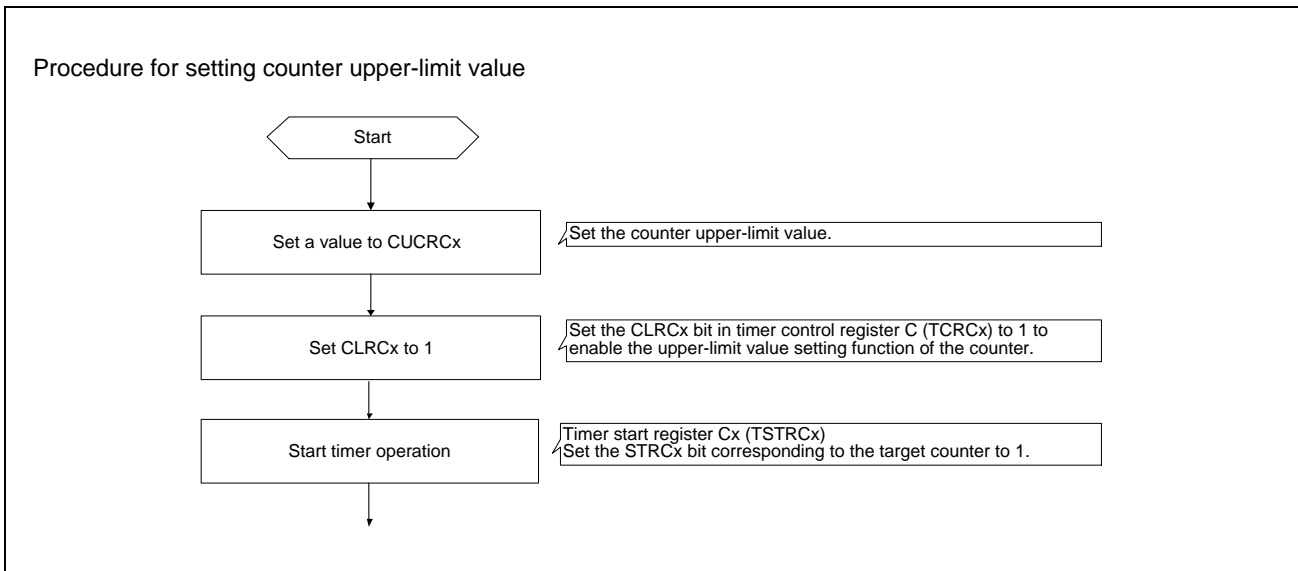 Procedure for setting counter upper-limit value
Start
Set a value to CUCRCx
Set the counter upper-limit value.
Set CLRCx to 1
Set the CLRCx bit in timer control register C (TCRCx) to 1 to
enable the upper-limit value setting function of the counter.
Start timer operation
Timer start register Cx (TSTRCx)
Set the STRCx bit corresponding to the target counter to 1.